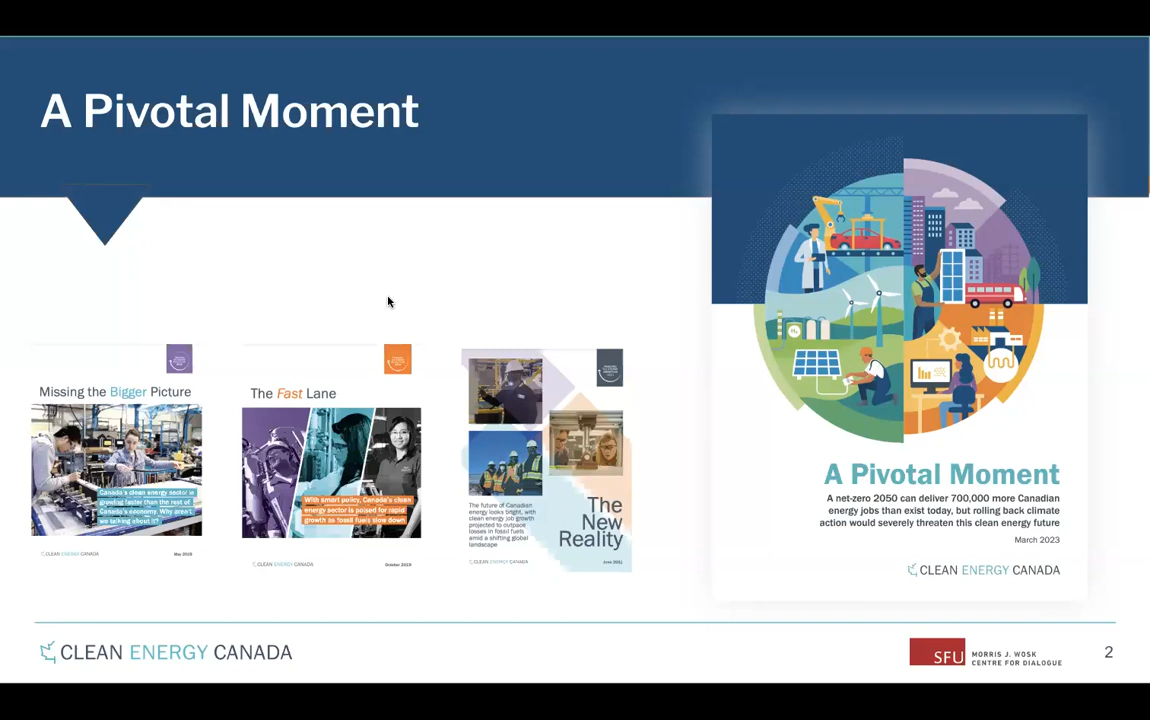 A Pivotal Moment
Missing the Bigger Picture
Canada's clean energy sector is
growing faster than the rest of
Canada's economy. Why aren't
we talking about it?
CLEAN ENERGY CANADA
May 2019
The Fast Lane
With smart policy, Canada's clean
energy sector is poised for rapid
growth as fossil fuels slow down
CLEAN ENERGY CANADA
October 2019
The future of Canadian
energy looks bright, with
clean energy job growth
projected to outpace
losses in fossil fuels
amid a shifting global
landscape
The
New
Reality
CLEAN ENERGY CANADA
June 2021
H2
A Pivotal Moment
A net-zero 2050 can deliver 700,000 more Canadian
energy jobs than exist today, but rolling back climate
action would severely threaten this clean energy future
March 2023
CLEAN ENERGY CANADA
CLEAN ENERGY CANADA
SFU
MORRIS J. WOSK
CENTRE FOR DIALOGUE
2